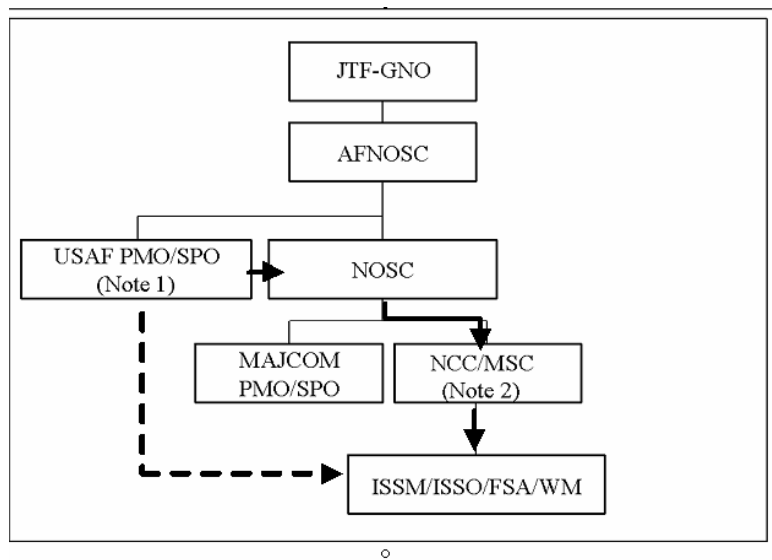 JTF-GNO
AFNOSC
USAF PMO/SPO
(Note 1)
NOSC
MAJCOM
PMO/SPO
NCC/MSC
(Note 2)
ISSM/ISSO/FSA/WM